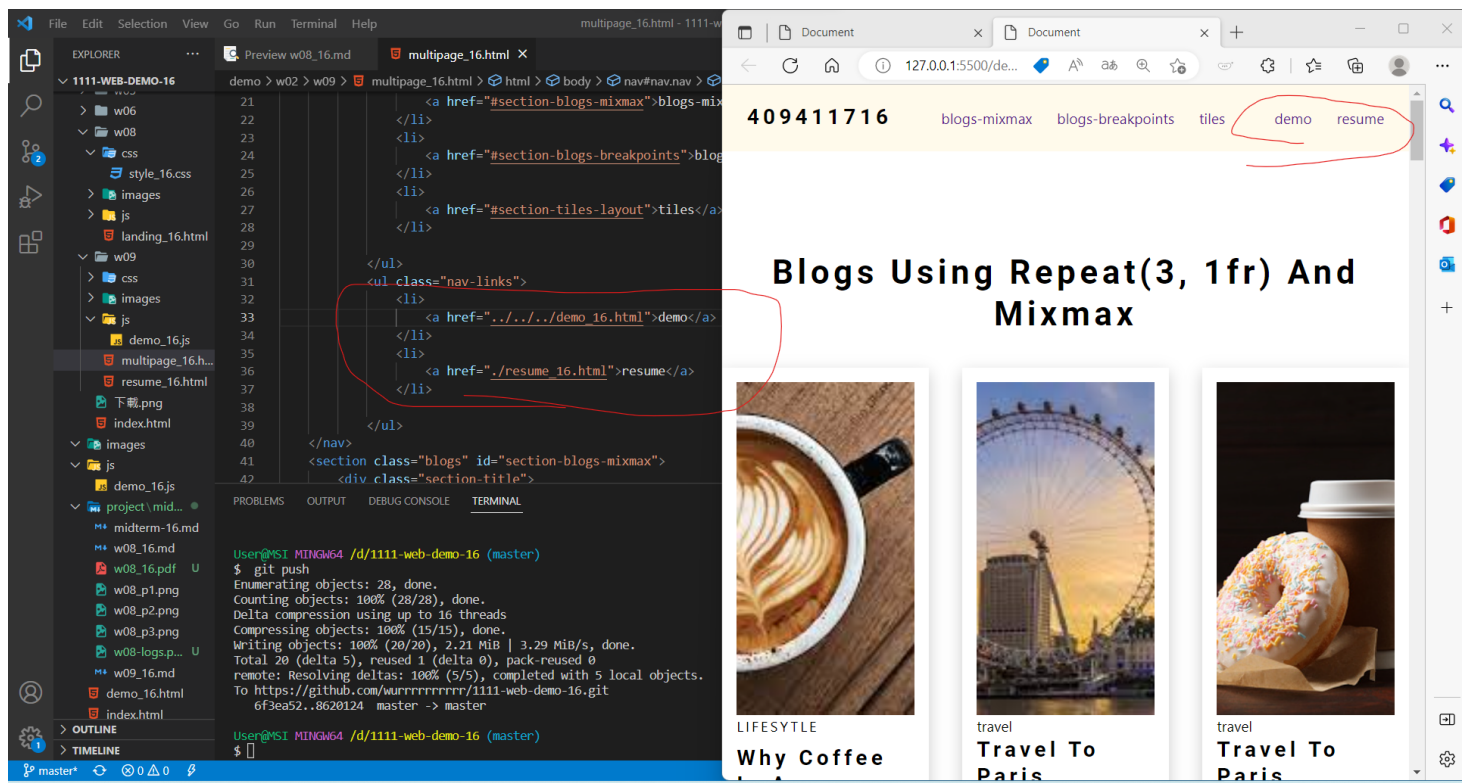 File Edit Selection View Go Run Terminal Help
multipage_16.html - 1111-w
EXPLORER
1111-WEB-DEMO-16
w06
w08
css
style_16.css
images
js
landing_16.html
w09
css
images
js
demo_16.js
multipage_16.h...
resume_16.html
下載.png
index.html
images
js
demo_16.js
project\mid...
midterm-16.md
w08_16.md
w08_16.pdf U
w08_p1.png
w08_p2.png
w08_p3.png
w08-logs.p... U
w09_16.md
demo_16.html
index.html
OUTLINE
TIMELINE
master* 0 0
Preview w08_16.md
multipage_16.html
demo > w02 > w09 > multipage_16.html > html > body > nav#nav.nav >
21 <a href="#section-blogs-mixmax">blogs-mix
22 </li>
23 <li>
24 <a href="#section-blogs-breakpoints">blog
25 </li>
26 <li>
27 <a href="#section-tiles-layout">tiles</a>
28 </li>
29
30 </ul>
31 <ul class="nav-links">
32 <li>
33 <a href="../../../demo_16.html">demo</a>
34 </li>
35 <li>
36 <a href="./resume_16.html">resume</a>
37 </li>
38
39 </ul>
40 </nav>
41 <section class="blogs" id="section-blogs-mixmax">
42 <div class="section-title">
PROBLEMS OUTPUT DEBUG CONSOLE TERMINAL
User@MSI MINGW64 /d/1111-web-demo-16 (master)
$ git push
Enumerating objects: 28, done.
Counting objects: 100% (28/28), done.
Delta compression using up to 16 threads
Compressing objects: 100% (15/15), done.
Writing objects: 100% (20/20), 2.21 MiB | 3.29 MiB/s, done.
Total 20 (delta 5), reused 1 (delta 0), pack-reused 0
remote: Resolving deltas: 100% (5/5), completed with 5 local objects.
To https://github.com/wurrrrrrrrrr/1111-web-demo-16.git
6f3ea52..8620124 master -> master
User@MSI MINGW64 /d/1111-web-demo-16 (master)
$
Document
Document
127.0.0.1:5500/de...
409411716
blogs-mixmax blogs-breakpoints tiles demo resume
Blogs Using Repeat(3, 1fr) And
Mixmax
LIFESYTLE
Why Coffee
travel
Travel To
Paris
travel
Travel To
Paris